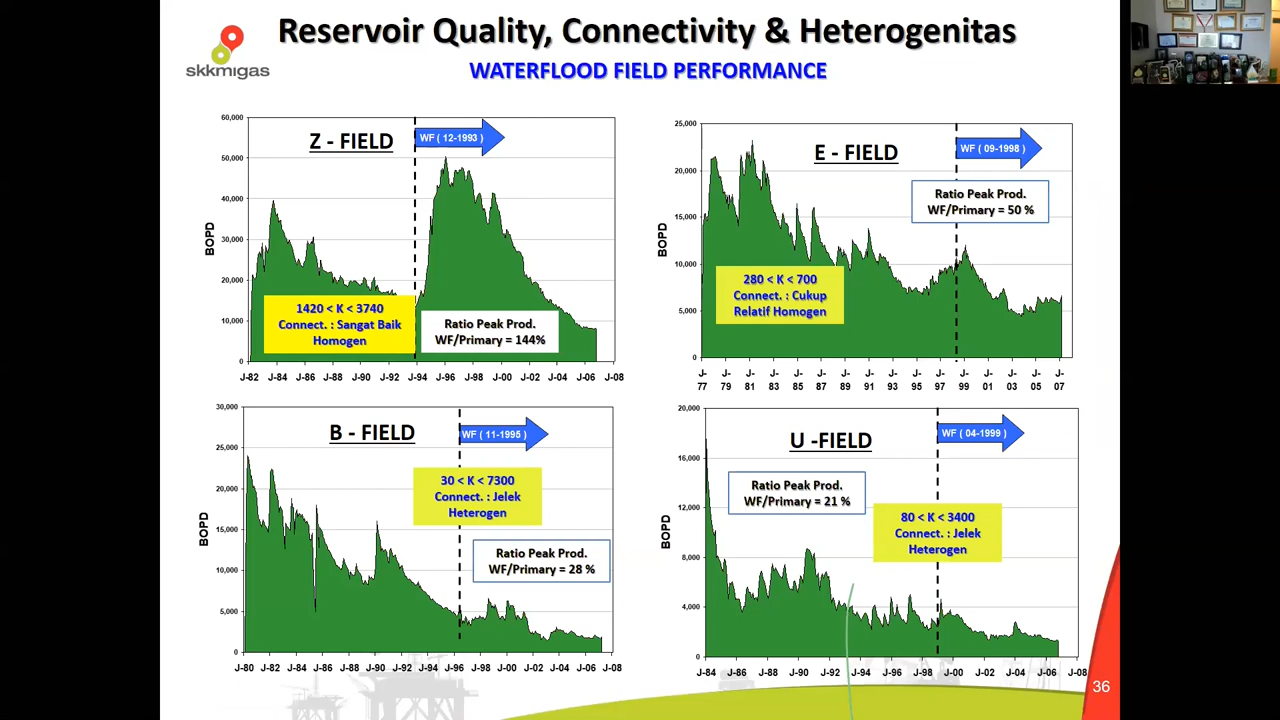 Reservoir Quality, Connectivity & Heterogenitas
skkmigas
WATERFLOOD FIELD PERFORMANCE
Z - FIELD
WF ( 12-1993 )
60,000
50,000
40,000
30,000
20,000
10,000
0
BOPD
1420 < K < 3740
Connect. : Sangat Baik
Homogen
Ratio Peak Prod.
WF/Primary = 144%
J-82 J-84 J-86 J-88 J-90 J-92 J-94 J-96 J-98 J-00 J-02 J-04 J-06 J-08
E - FIELD
WF ( 09-1998 )
25,000
20,000
15,000
10,000
5,000
0
BOPD
Ratio Peak Prod.
WF/Primary = 50 %
280 < K < 700
Connect. : Cukup
Relatif Homogen
J- J- J- J- J- J- J- J- J- J- J- J- J- J- J- J-
77 79 81 83 85 87 89 91 93 95 97 99 01 03 05 07
B - FIELD
WF ( 11-1995 )
30,000
25,000
20,000
15,000
10,000
5,000
0
BOPD
30 < K < 7300
Connect. : Jelek
Heterogen
Ratio Peak Prod.
WF/Primary = 28 %
J-80 J-82 J-84 J-86 J-88 J-90 J-92 J-94 J-96 J-98 J-00 J-02 J-04 J-06 J-08
U -FIELD
WF ( 04-1999 )
20,000
16,000
12,000
8,000
4,000
0
BOPD
Ratio Peak Prod.
WF/Primary = 21 %
80 < K < 3400
Connect. : Jelek
Heterogen
J-84 J-86 J-88 J-90 J-92 J-94 J-96 J-98 J-00 J-02 J-04 J-06 J-08
36